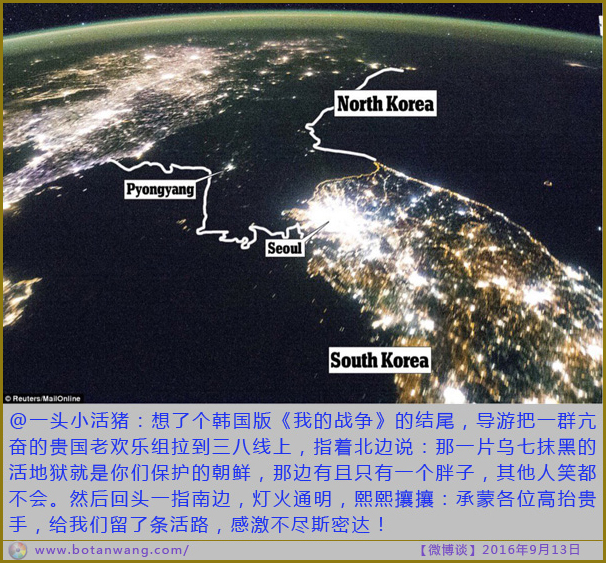 North Korea
Pyongyang
Seoul
South Korea
© Reuters/MailOnline
@一头小活猪：想了个韩国版《我的战争》的结尾，导游把一群亢
奋的贵国老欢乐组拉到三八线上，指着北边说：那一片乌七抹黑的
活地狱就是你们保护的朝鲜，那边有且只有一个胖子，其他人笑都
不会。然后回头一指南边，灯火通明，熙熙攘攘：承蒙各位高抬贵
手，给我们留了条活路，感激不尽斯密达！
www.botanwang.com/
【微博谈】2016年9月13日